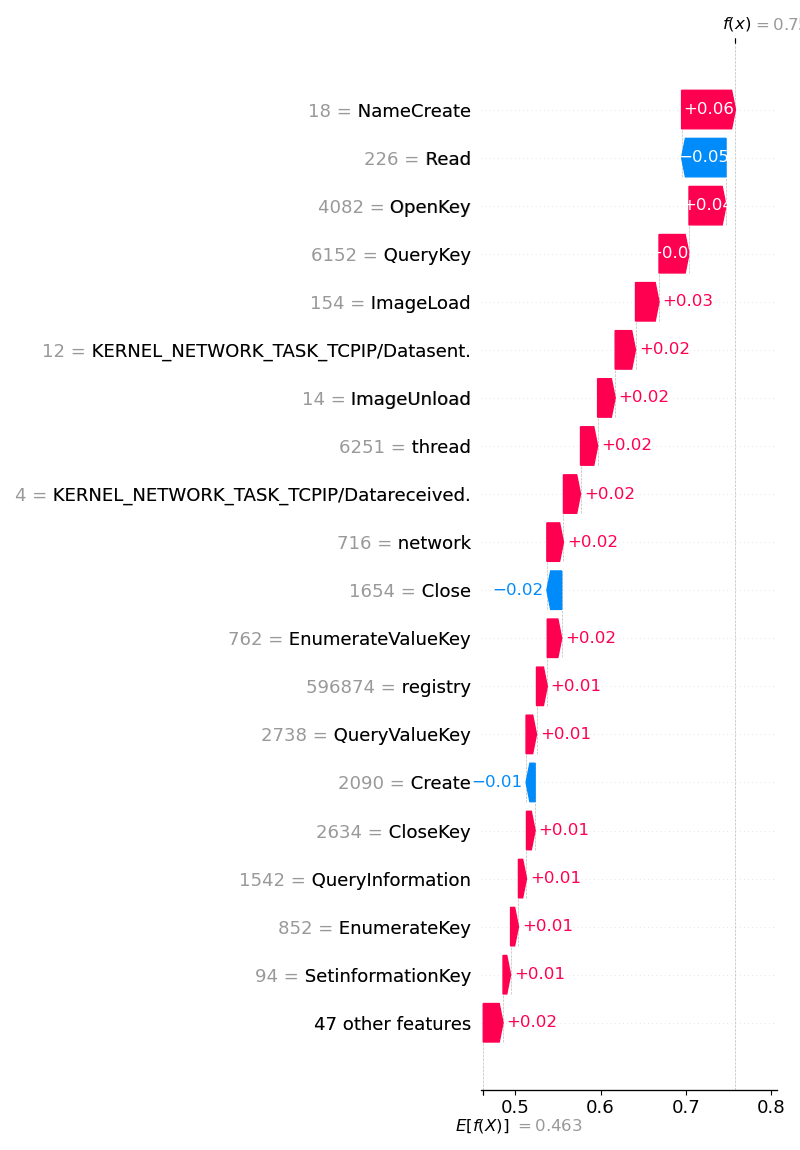 f(x) = 0.7
18 = NameCreate +0.06
226 = Read −0.05
4082 = OpenKey +0.04
6152 = QueryKey +0.0
154 = ImageLoad +0.03
12 = KERNEL_NETWORK_TASK_TCPIP/Datasent. +0.02
14 = ImageUnload +0.02
6251 = thread +0.02
4 = KERNEL_NETWORK_TASK_TCPIP/Datareceived. +0.02
716 = network +0.02
1654 = Close −0.02
762 = EnumerateValueKey +0.02
596874 = registry +0.01
2738 = QueryValueKey +0.01
2090 = Create −0.01
2634 = CloseKey +0.01
1542 = QueryInformation +0.01
852 = EnumerateKey +0.01
94 = SetinformationKey +0.01
47 other features +0.02
0.5 0.6 0.7 0.8
E[f(X)] = 0.463